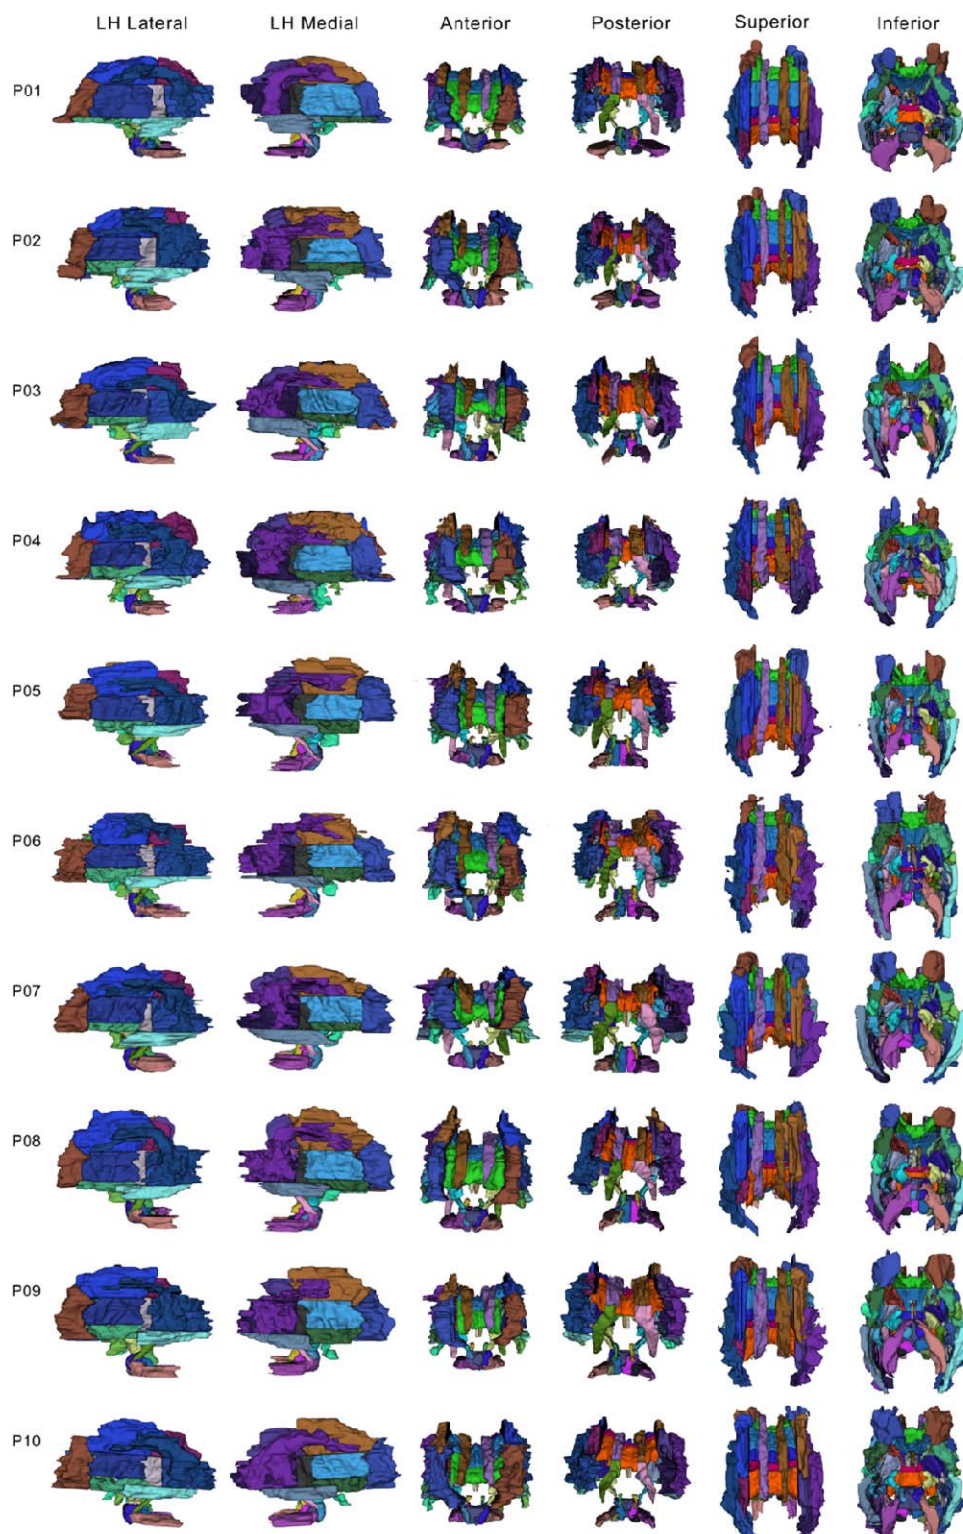 LH Lateral LH Medial Anterior Posterior Superior Inferior
P01
P02
P03
P04
P05
P06
P07
P08
P09
P10